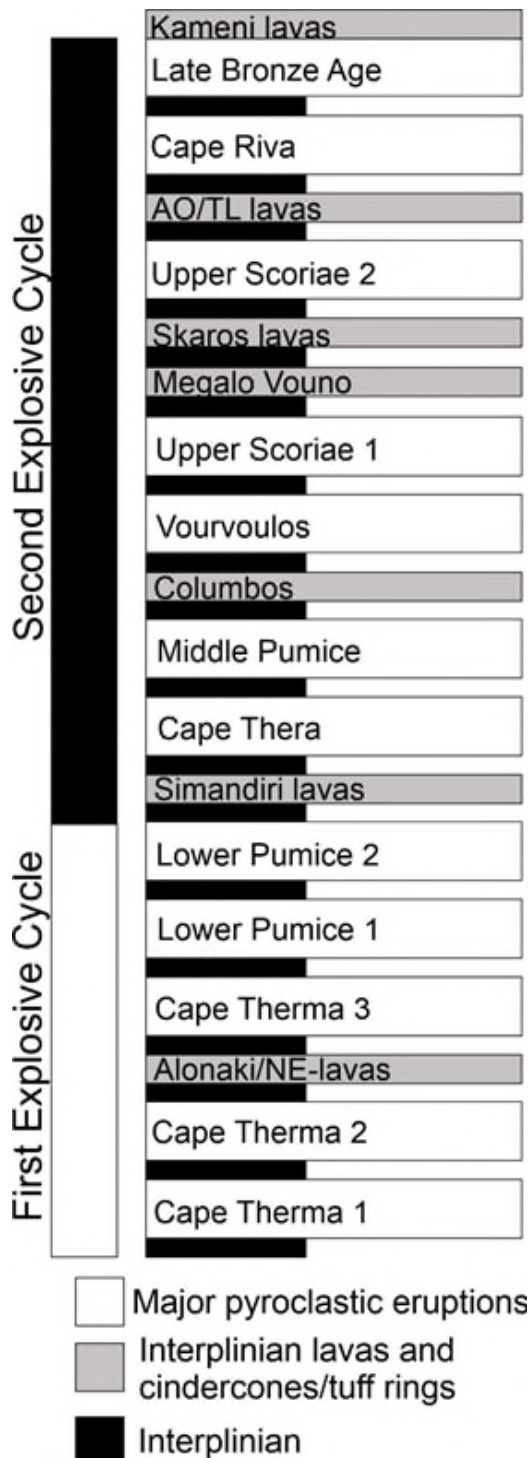 Kameni lavas
Late Bronze Age
Cape Riva
AO/TL lavas
Upper Scoriae 2
Skaros lavas
Megalo Vouno
Upper Scoriae 1
Vourvoulos
Columbos
Middle Pumice
Cape Thera
Simandiri lavas
Lower Pumice 2
Lower Pumice 1
Cape Therma 3
Alonaki/NE-lavas
Cape Therma 2
Cape Therma 1
Second Explosive Cycle
First Explosive Cycle
Major pyroclastic eruptions
Interplinian lavas and
cindercones/tuff rings
Interplinian